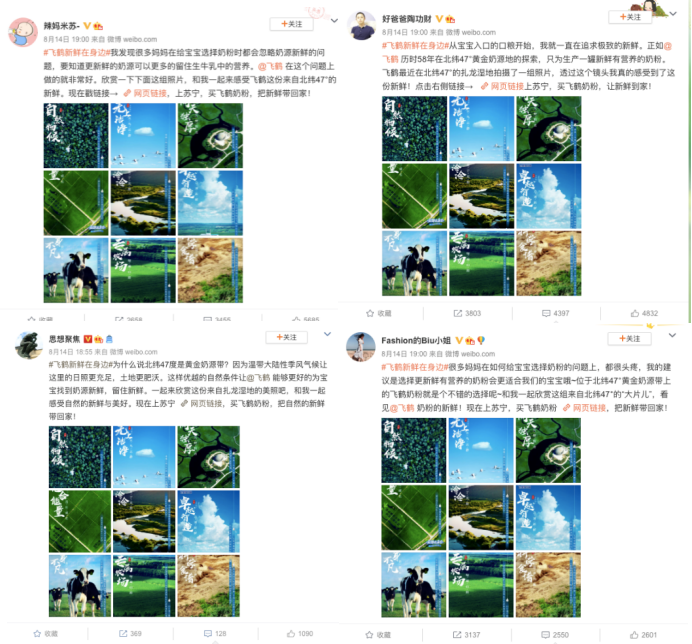 辣妈米苏-
+关注
8月14日 19:00 来自 微博 weibo.com
#飞鹤新鲜在身边#我发现很多妈妈在给宝宝选择奶粉时都会忽略奶源新鲜的问
题，要知道更新鲜的奶源可以更多的留住生牛乳中的营养。@飞鹤 在这个问题上
做的就非常好。欣赏一下下面这组照片，和我一起来感受飞鹤这份来自北纬47°的
新鲜。现在戳链接→ 网页链接，上苏宁，买飞鹤奶粉，把新鲜带回家！
收藏
2658
3455
5685
好爸爸陶功财
+关注
8月14日 19:00 来自 微博 weibo.com
#飞鹤新鲜在身边#从宝宝入口的口粮开始，我就一直在追求极致的新鲜。正如@
飞鹤 历时58年在北纬47°黄金奶源地的探索，只为生产一罐新鲜有营养的奶粉。
飞鹤最近在北纬47°的扎龙湿地拍摄了一组照片，透过这个镜头我真的感受到了这
份新鲜！点击右侧链接→ 网页链接上苏宁，买飞鹤奶粉，让新鲜到家！
收藏
3803
4397
4832
思想聚焦
+关注
8月14日 18:55 来自 微博 weibo.com
#飞鹤新鲜在身边#为什么说北纬47度是黄金奶源带？因为温带大陆性季风气候让
这里的日照更充足，土地更肥沃。这样优越的自然条件让@飞鹤 能够更好的为宝
宝找到奶源新鲜，留住新鲜。一起来欣赏这份来自扎龙湿地的美照吧，和我一起
感受自然的新鲜与美好。现在上苏宁 网页链接，买飞鹤奶粉，把自然的新鲜
带回家！
收藏
369
128
1090
Fashion的Biu小姐
+关注
8月14日 19:00 来自 微博 weibo.com
#飞鹤新鲜在身边#很多妈妈在如何给宝宝选择奶粉的问题上，都很头疼，我的建
议是选择更新鲜有营养的奶粉会更适合我们的宝宝哦~位于北纬47°黄金奶源带上
的飞鹤奶粉就是个不错的选择呢~和我一起欣赏这组来自北纬47°的“大片儿”，看
见@飞鹤 奶粉的新鲜！现在上苏宁，买飞鹤奶粉 网页链接，把新鲜带回家！
收藏
3137
2550
2601